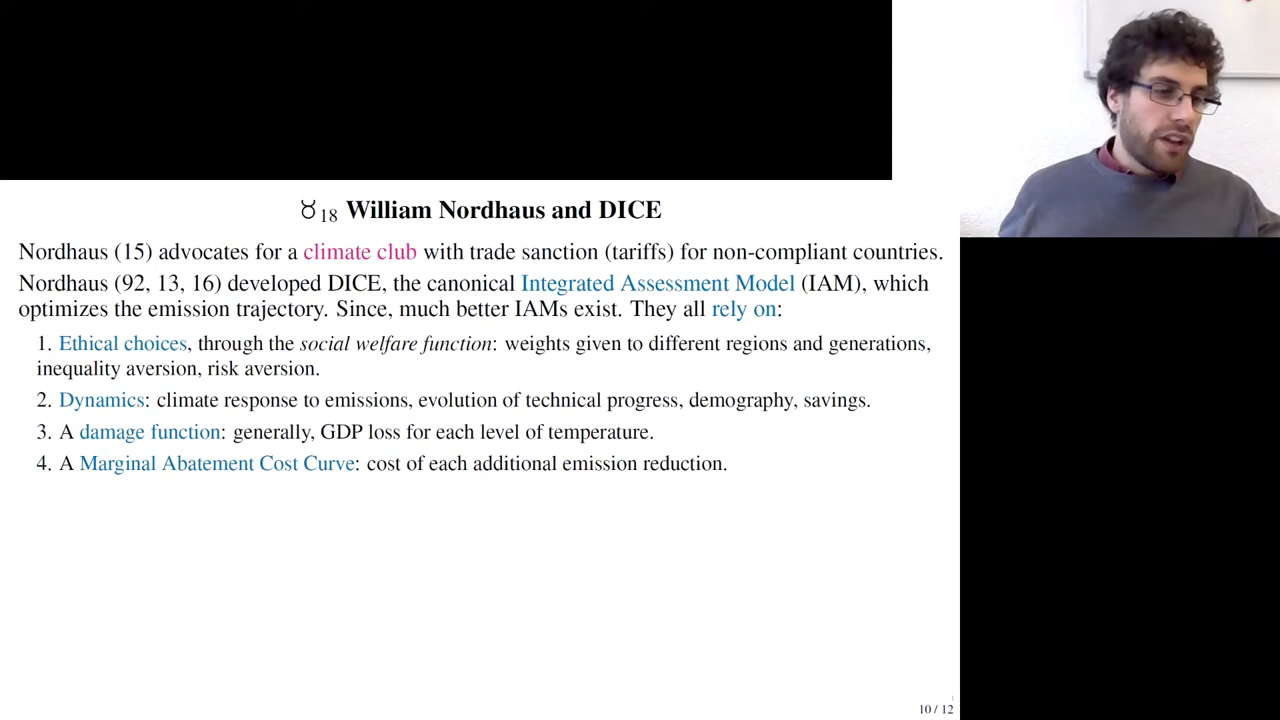 ♉18 William Nordhaus and DICE
Nordhaus (15) advocates for a climate club with trade sanction (tariffs) for non-compliant countries.
Nordhaus (92, 13, 16) developed DICE, the canonical Integrated Assessment Model (IAM), which
optimizes the emission trajectory. Since, much better IAMs exist. They all rely on:
1. Ethical choices, through the social welfare function: weights given to different regions and generations,
inequality aversion, risk aversion.
2. Dynamics: climate response to emissions, evolution of technical progress, demography, savings.
3. A damage function: generally, GDP loss for each level of temperature.
4. A Marginal Abatement Cost Curve: cost of each additional emission reduction.
10 / 12